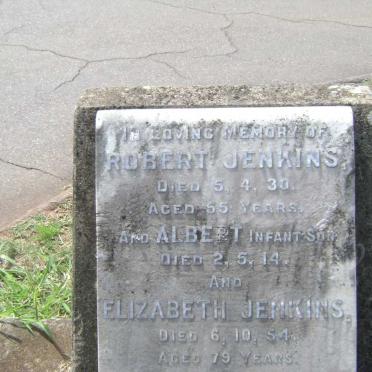 IN LOVING MEMORY OF
ROBERT JENKINS,
DIED 5. 4. 30.
AGED 55 YEARS.
AND ALBERT INFANT SON
DIED 2. 5. 14.
AND
ELIZABETH JENKINS,
DIED 6. 10. 54.
AGED 79 YEARS.